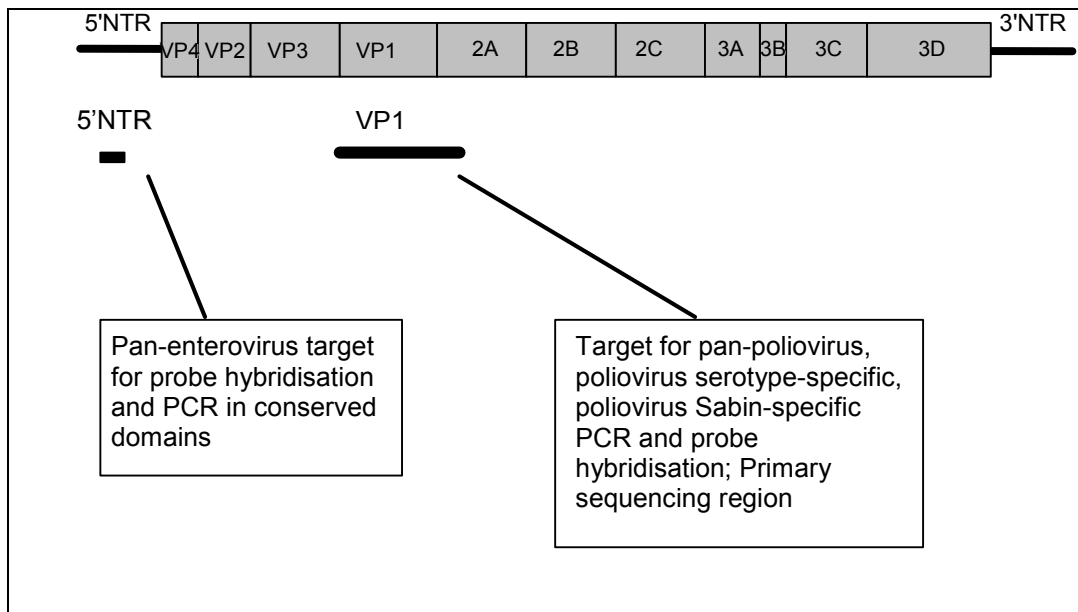 5'NTR 3'NTR
VP4 VP2 VP3 VP1 2A 2B 2C 3A 3B 3C 3D
5’NTR VP1
Pan-enterovirus target
for probe hybridisation
and PCR in conserved
domains
Target for pan-poliovirus,
poliovirus serotype-specific,
poliovirus Sabin-specific
PCR and probe
hybridisation; Primary
sequencing region